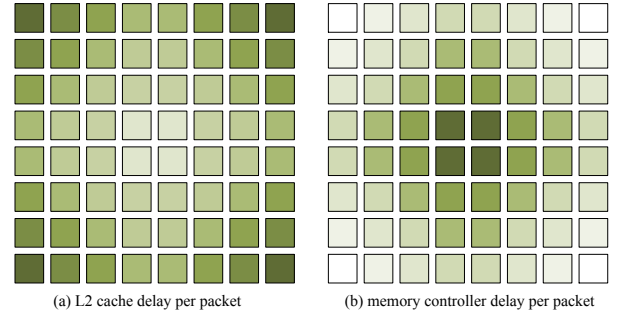 (a) L2 cache delay per packet
(b) memory controller delay per packet